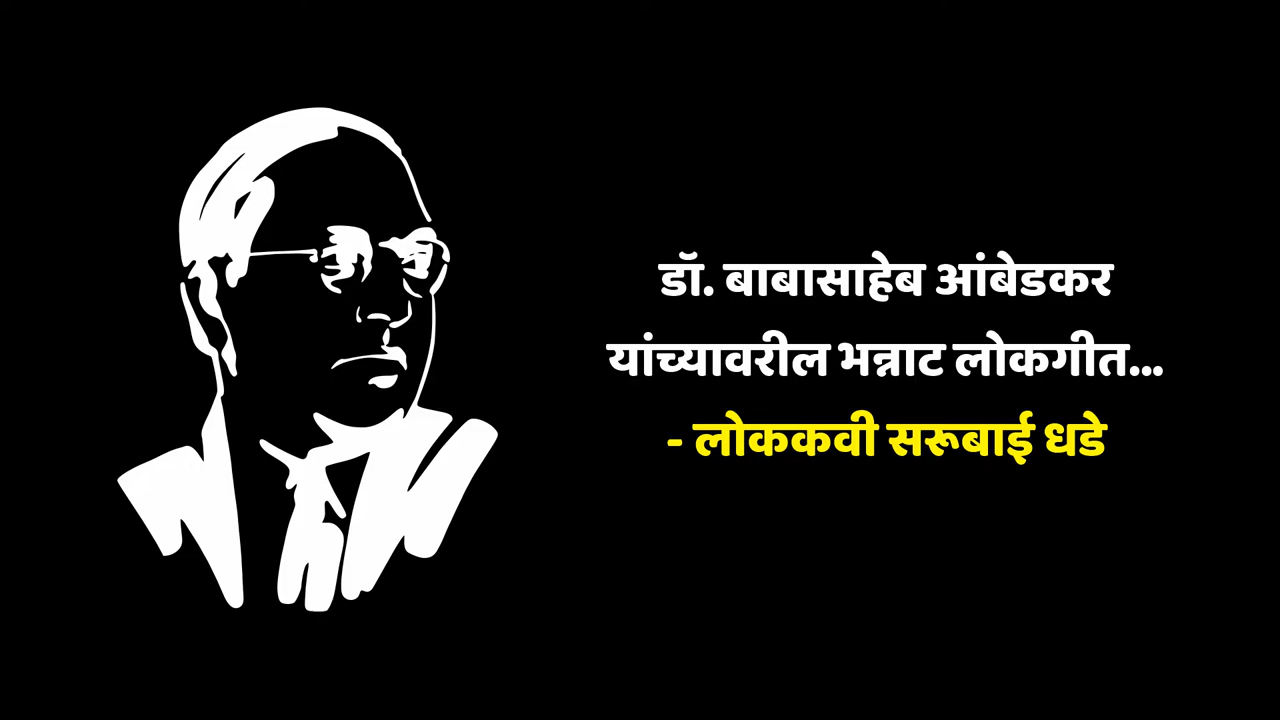 डॉ. बाबासाहेब आंबेडकर
यांच्यावरील भन्नाट लोकगीत...
- लोककवी सरूबाई धडे